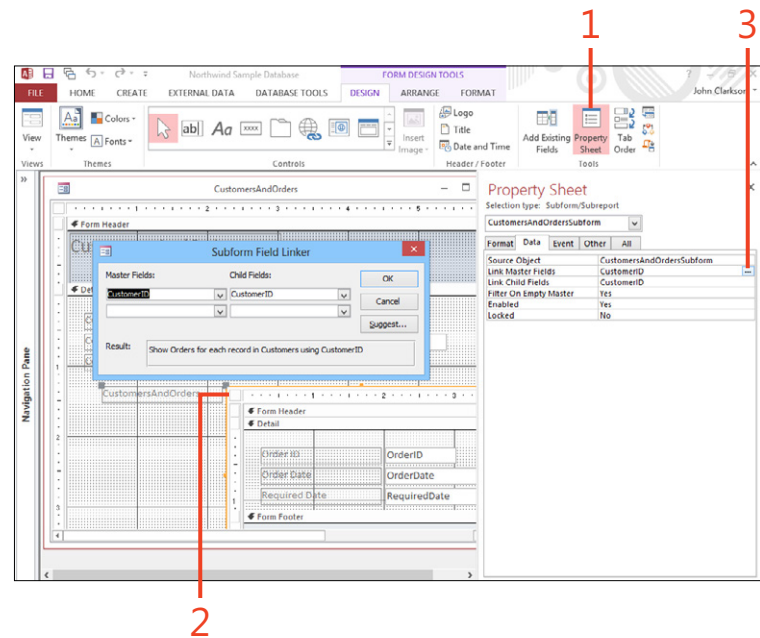 1
3
Northwind Sample Database
FORM DESIGN TOOLS
?
FILE
HOME
CREATE
EXTERNAL DATA
DATABASE TOOLS
DESIGN
ARRANGE
FORMAT
John Clarkson
View
Aa
Themes
Colors
A Fonts
ab|
Aa
xxxx
Insert
Image
Logo
Title
Date and Time
Add Existing
Fields
Property
Sheet
Tab
Order
Views
Themes
Controls
Header / Footer
Tools
CustomersAndOrders
Form Header
Cu
Subform Field Linker
Master Fields:
Child Fields:
CustomerID
CustomerID
OK
Cancel
Suggest...
Result:
Show Orders for each record in Customers using CustomerID
CustomersAndOrders
Form Header
Detail
Order ID
OrderID
Order Date
OrderDate
Required Date
RequiredDate
Form Footer
Navigation Pane
Property Sheet
Selection type: Subform/Subreport
CustomersAndOrdersSubform
Format
Data
Event
Other
All
Source Object
CustomersAndOrdersSubform
Link Master Fields
CustomerID
...
Link Child Fields
CustomerID
Filter On Empty Master
Yes
Enabled
Yes
Locked
No
2